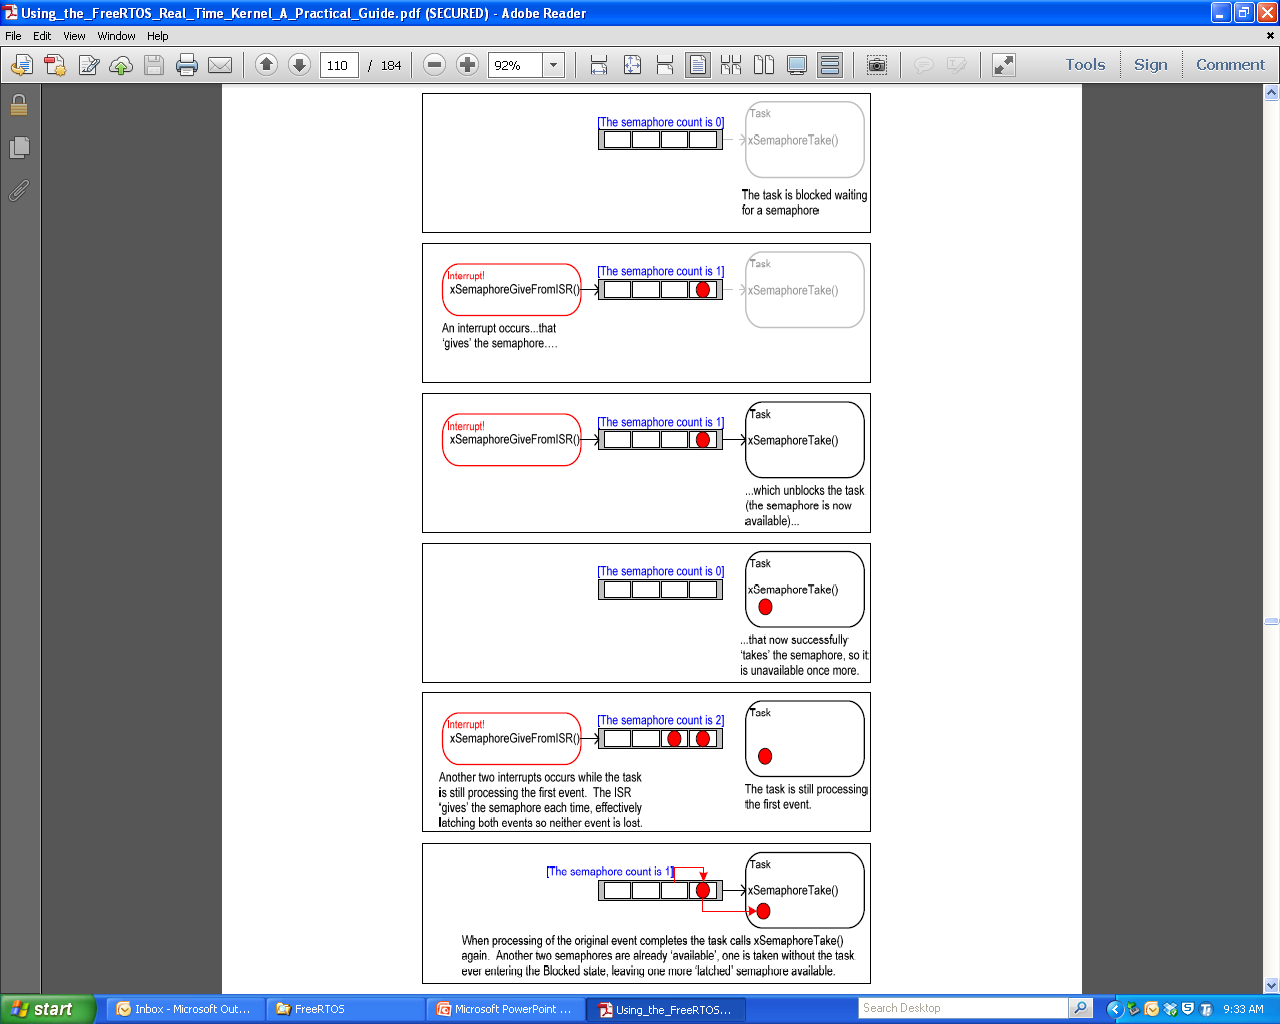 Using_the_FreeRTOS_Real_Time_Kernel_A_Practical_Guide.pdf (SECURED) - Adobe Reader
File Edit View Window Help
110 / 184 92% Tools Sign Comment
[The semaphore count is 0]
Task
xSemaphoreTake()
The task is blocked waiting
for a semaphore
Interrupt!
xSemaphoreGiveFromISR()
[The semaphore count is 1]
Task
xSemaphoreTake()
An interrupt occurs...that
'gives' the semaphore....
Interrupt!
xSemaphoreGiveFromISR()
[The semaphore count is 1]
Task
xSemaphoreTake()
...which unblocks the task
(the semaphore is now
available)...
[The semaphore count is 0]
Task
xSemaphoreTake()
...that now successfully
'takes' the semaphore, so it
is unavailable once more.
Interrupt!
xSemaphoreGiveFromISR()
[The semaphore count is 2]
Task
Another two interrupts occurs while the task
is still processing the first event. The ISR
'gives' the semaphore each time, effectively
latching both events so neither event is lost.
The task is still processing
the first event.
[The semaphore count is 1]
Task
xSemaphoreTake()
When processing of the original event completes the task calls xSemaphoreTake()
again. Another two semaphores are already 'available', one is taken without the task
ever entering the Blocked state, leaving one more 'latched' semaphore available.
start Inbox - Microsoft Out... FreeRTOS Microsoft PowerPoint ... Using_the_FreeRTOS... Search Desktop 9:33 AM